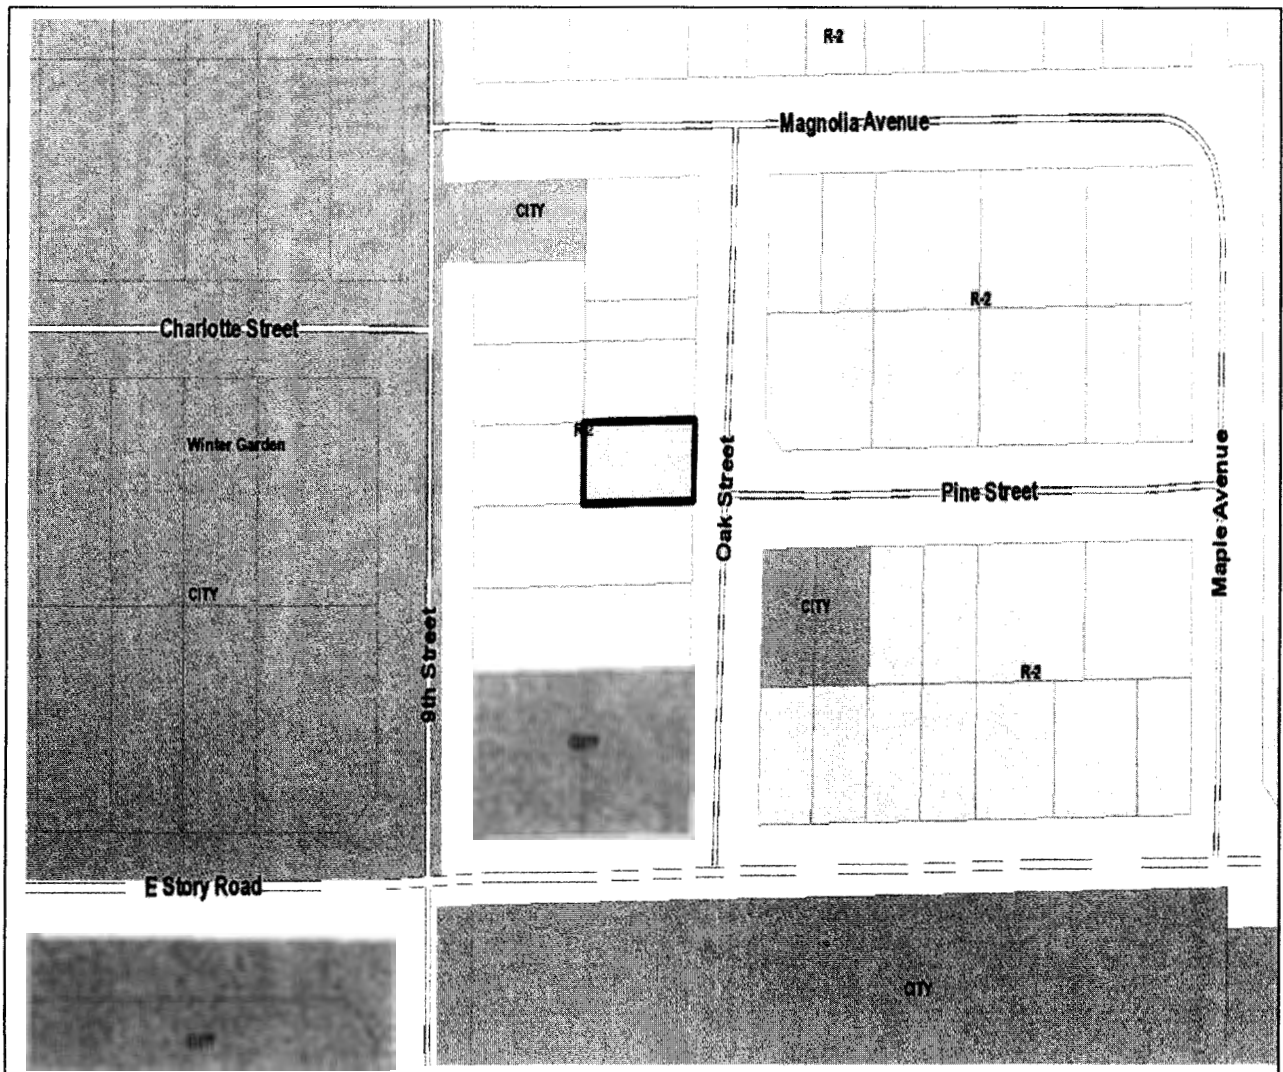 R-2
Magnolia Avenue
CITY
R-2
Charlotte Street
Winter Garden
Oak Street
Pine Street
Maple Avenue
CITY
CITY
9th Street
R-2
E Story Road
CITY